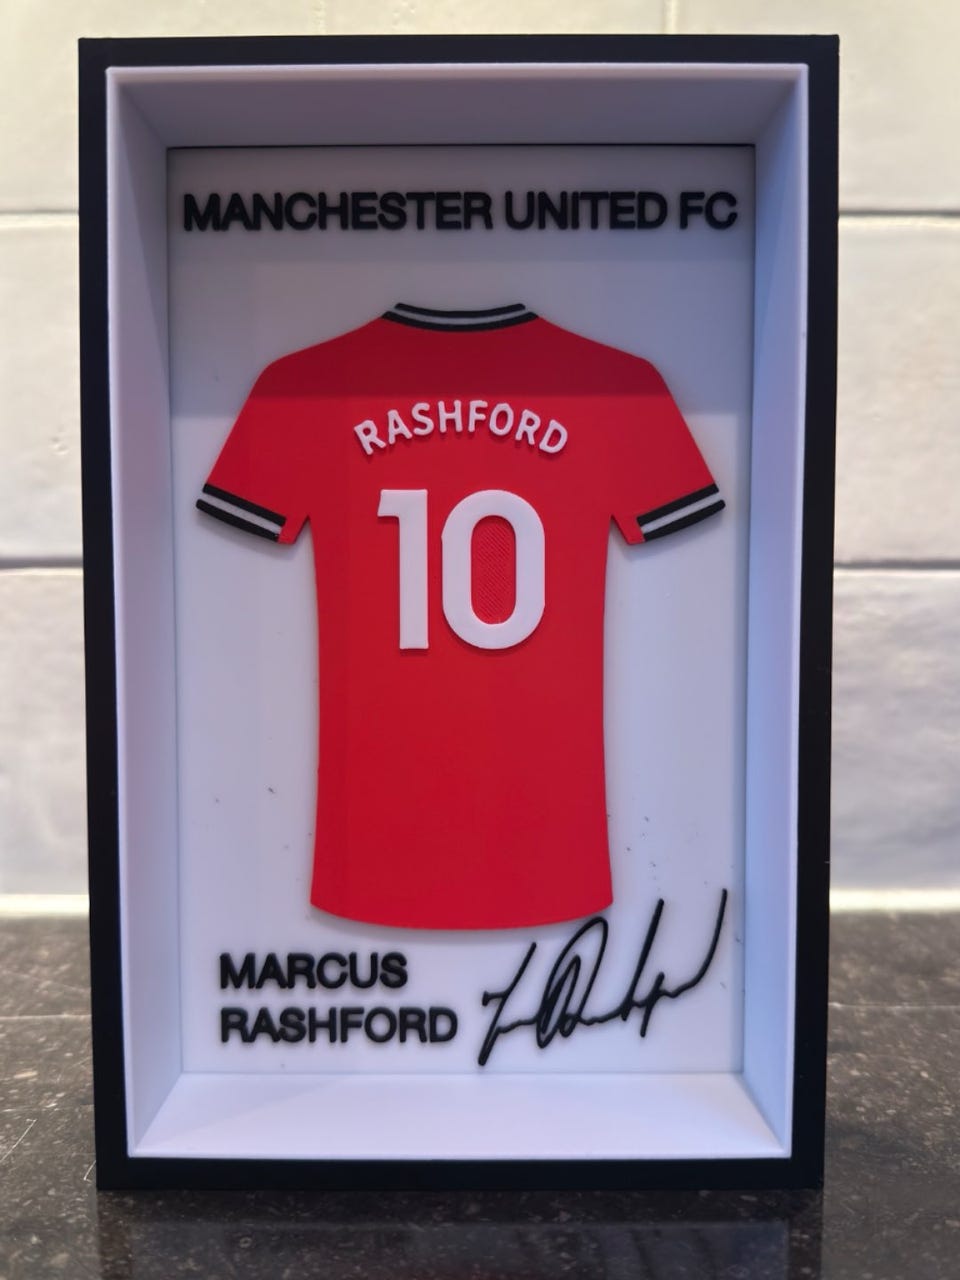 MANCHESTER UNITED FC
RASHFORD
10
MARCUS
RASHFORD